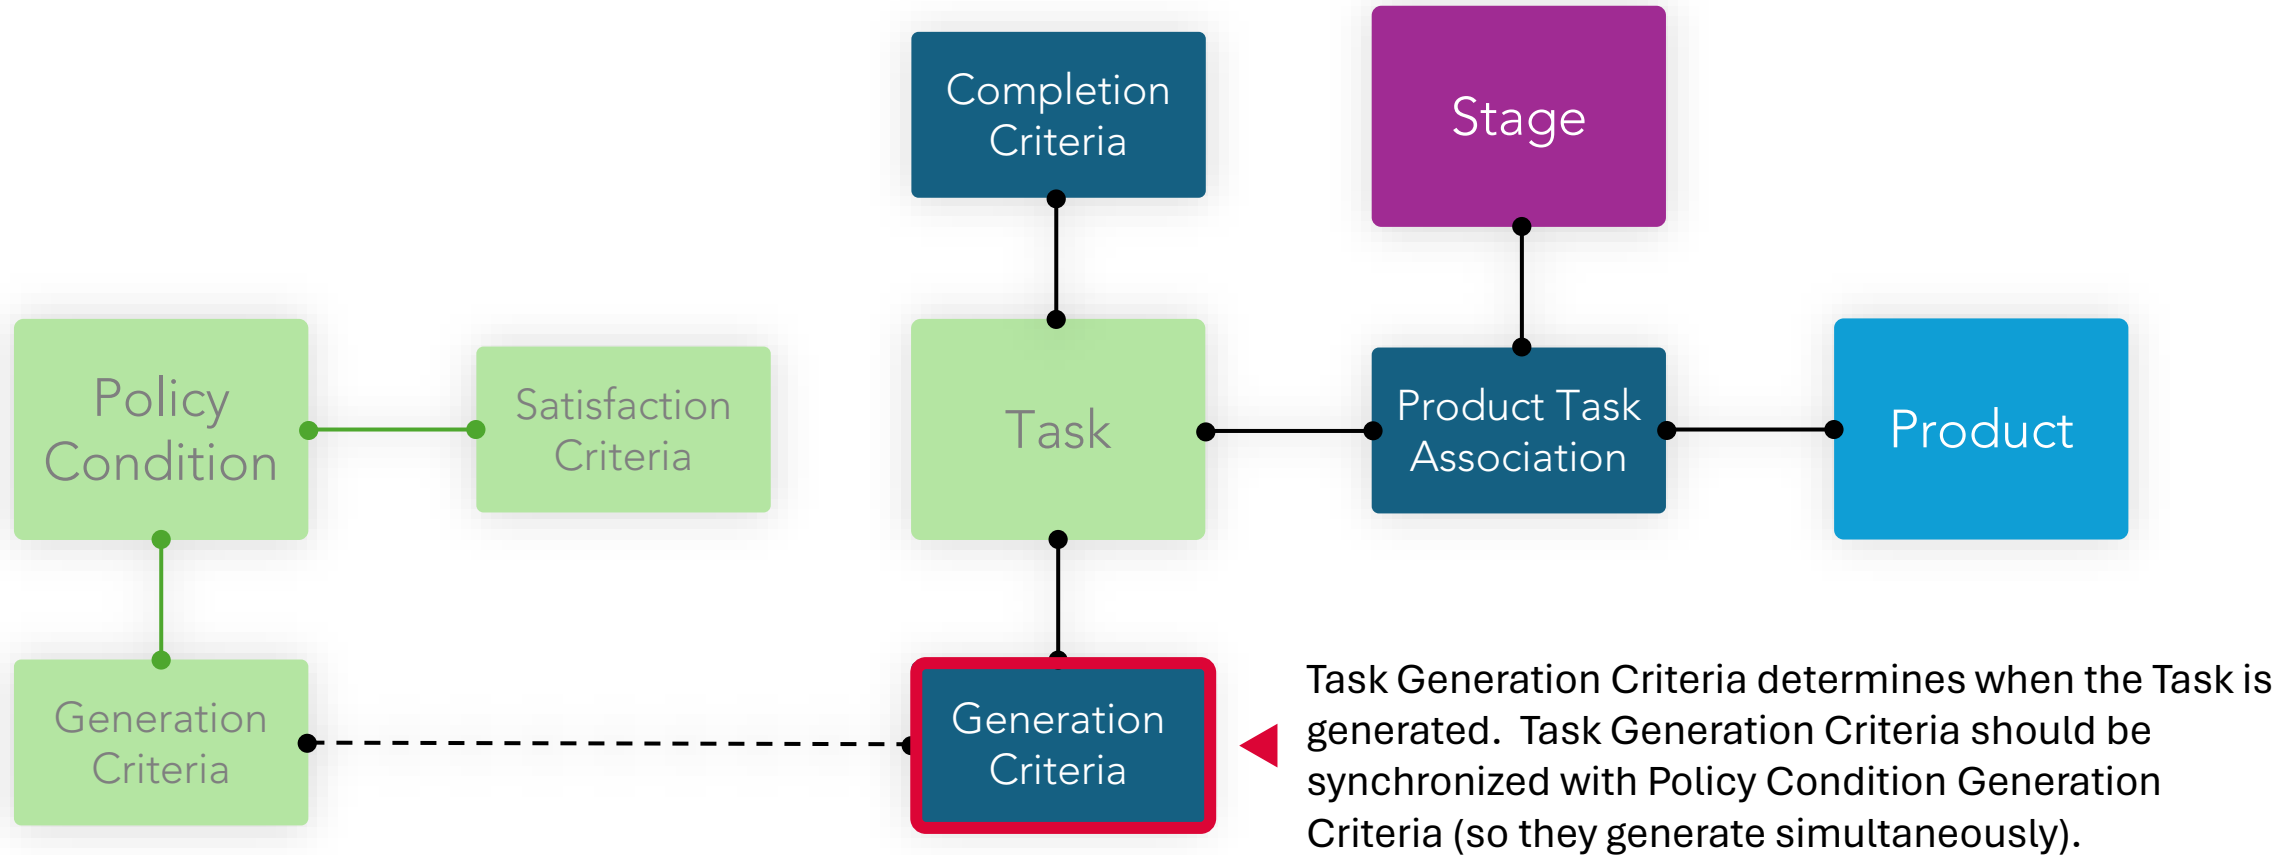 Completion
Criteria
Stage
Policy
Condition
Satisfaction
Criteria
Task
Product Task
Association
Product
Generation
Criteria
Generation
Criteria
Task Generation Criteria determines when the Task is
generated.  Task Generation Criteria should be
synchronized with Policy Condition Generation
Criteria (so they generate simultaneously).